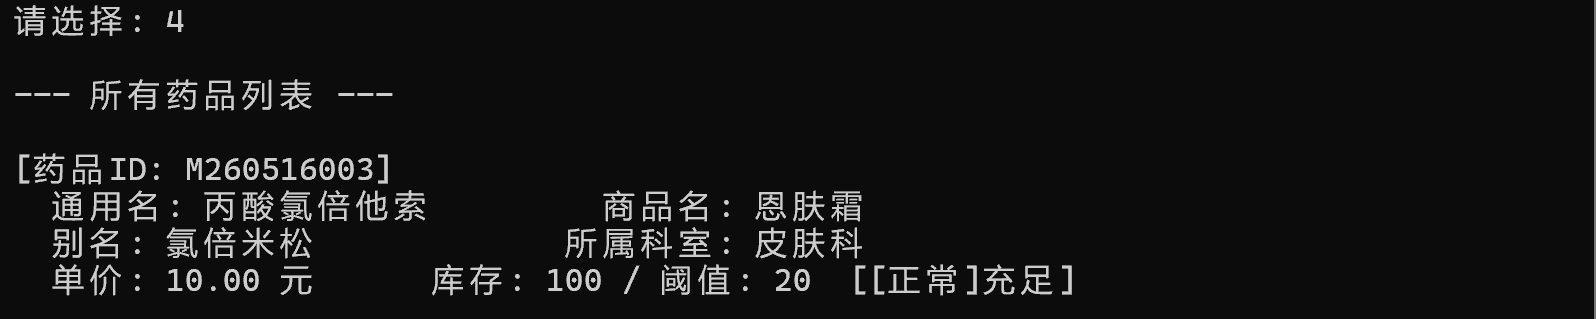 请选择: 4
--- 所有药品列表 ---
[药品ID: M260516003]
通用名: 丙酸氯倍他索 商品名: 恩肤霜
别名: 氯倍米松 所属科室: 皮肤科
单价: 10.00 元 库存: 100 / 阈值: 20 [[正常]充足]